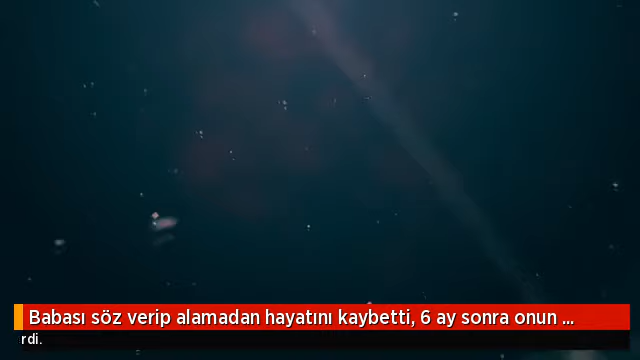 Babası söz verip alamadan hayatını kaybetti, 6 ay sonra onun ...
rdi.